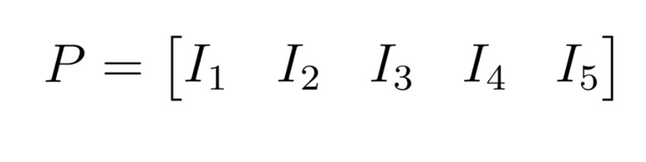 P = [I₁ I₂ I₃ I₄ I₅]